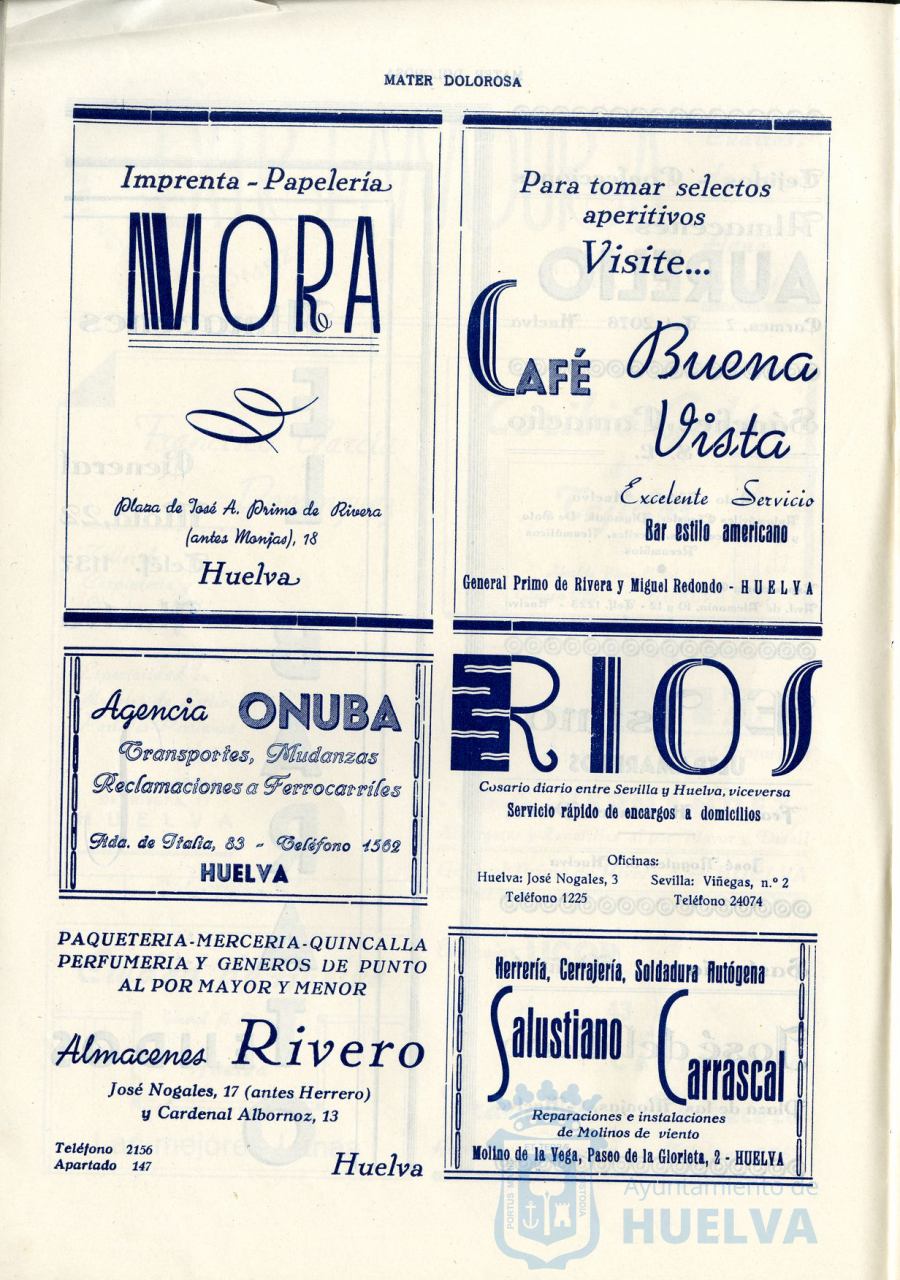 MATER DOLOROSA
Imprenta - Papelería
MORA
Plaza de José A. Primo de Rivera
(antes Monjas), 18
Huelva
Para tomar selectos
aperitivos
Visite...
CAFÉ Buena
Vista
Excelente Servicio
Bar estilo americano
General Primo de Rivera y Miguel Redondo - HUELVA
Agencia ONUBA
Transportes, Mudanzas
Reclamaciones a Ferrocarriles
Avda. de Italia, 83 - Teléfono 1562
HUELVA
ERIOS
Cosario diario entre Sevilla y Huelva, viceversa
Servicio rápido de encargos a domicilios
Oficinas:
Huelva: José Nogales, 3 Sevilla: Viñegas, n.º 2
Teléfono 1225 Teléfono 24074
PAQUETERIA-MERCERIA-QUINCALLA
PERFUMERIA Y GENEROS DE PUNTO
AL POR MAYOR Y MENOR
Almacenes Rivero
José Nogales, 17 (antes Herrero)
y Cardenal Albornoz, 13
Teléfono 2156
Apartado 147
Huelva
Herrería, Cerrajería, Soldadura Autógena
Salustiano Carrascal
Reparaciones e instalaciones
de Molinos de viento
Molino de la Vega, Paseo de la Glorieta, 2 - HUELVA
Ayuntamiento de
HUELVA